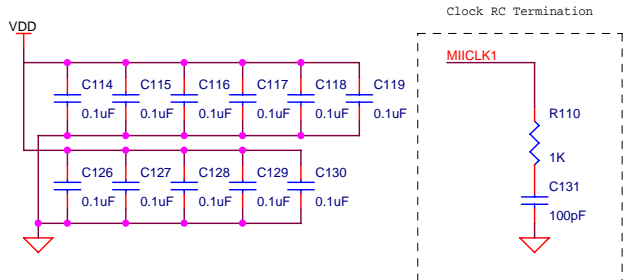 Clock RC Termination
VDD
MIICLK1
C114 C115 C116 C117 C118 C119
0.1uF 0.1uF 0.1uF 0.1uF 0.1uF 0.1uF
R110
1K
C126 C127 C128 C129 C130
0.1uF 0.1uF 0.1uF 0.1uF 0.1uF
C131
100pF